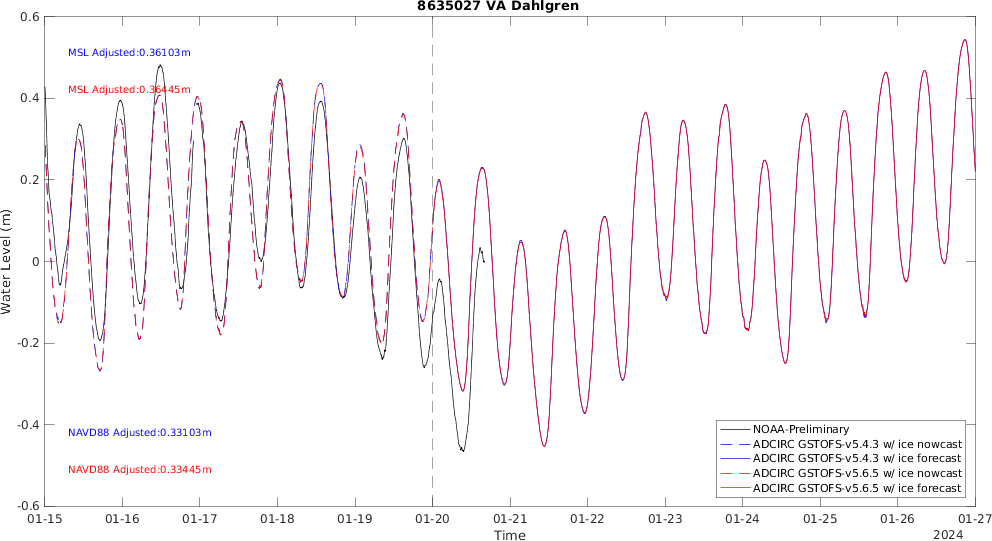 8635027 VA Dahlgren
0.6
0.4
0.2
0
-0.2
-0.4
-0.6
Water Level (m)
MSL Adjusted:0.36103m
MSL Adjusted:0.36445m
NAVD88 Adjusted:0.33103m
NAVD88 Adjusted:0.33445m
NOAA-Preliminary
ADCIRC GSTOFS-v5.4.3 w/ ice nowcast
ADCIRC GSTOFS-v5.4.3 w/ ice forecast
ADCIRC GSTOFS-v5.6.5 w/ ice nowcast
ADCIRC GSTOFS-v5.6.5 w/ ice forecast
01-15 01-16 01-17 01-18 01-19 01-20 01-21 01-22 01-23 01-24 01-25 01-26 01-27
Time
2024